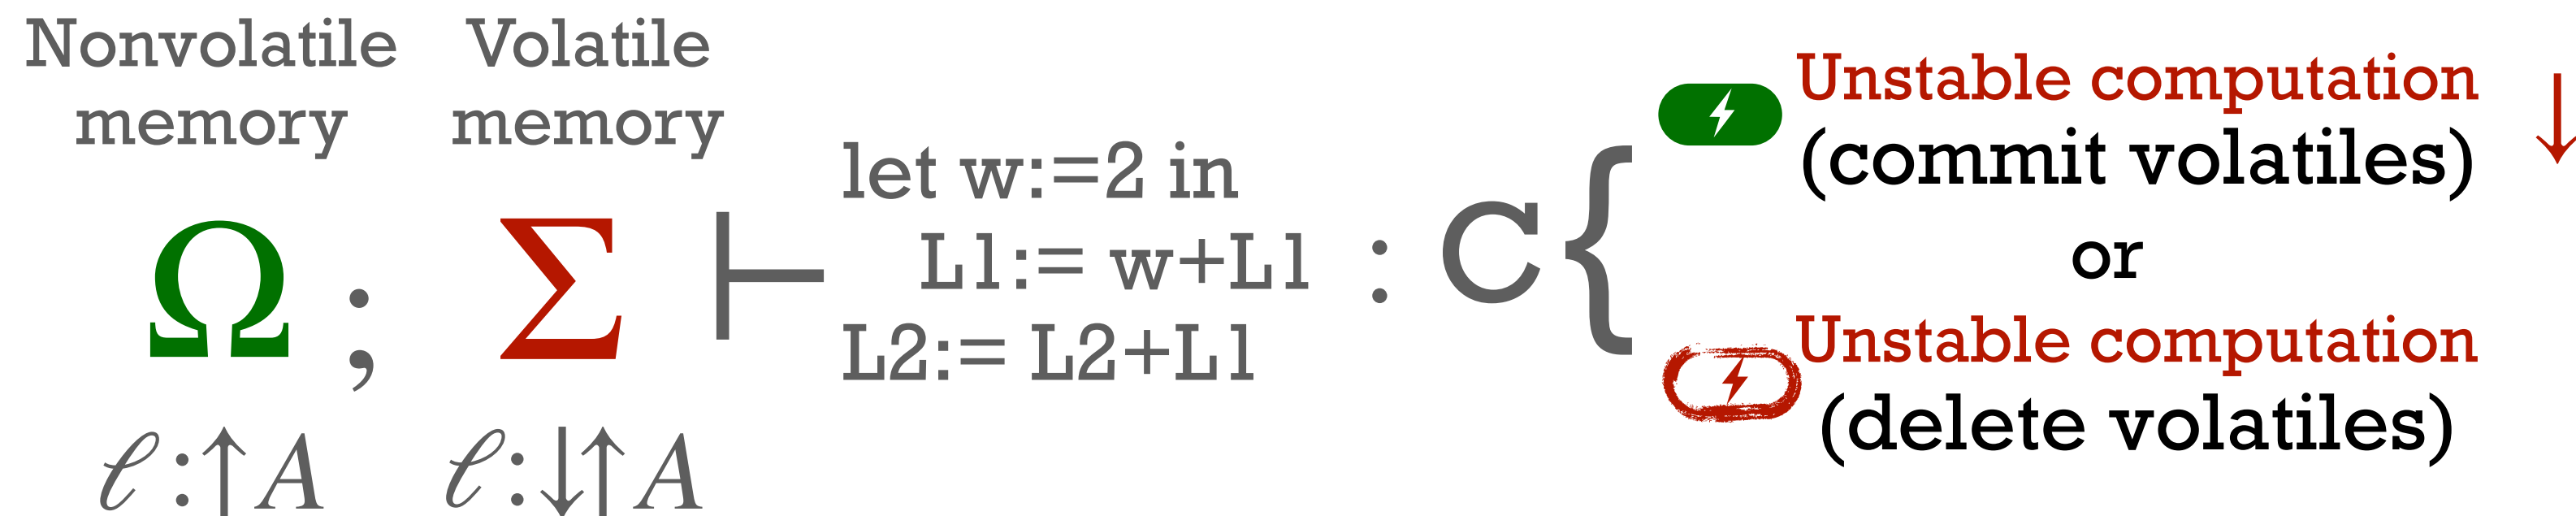 Nonvolatile memory
Volatile memory
Ω ; Σ ⊢
let w:=2 in
L1:= w+L1
L2:= L2+L1
: C {
Unstable computation ↓
(commit volatiles)
or
Unstable computation
(delete volatiles)
ℓ:↑A
ℓ:↓↑A